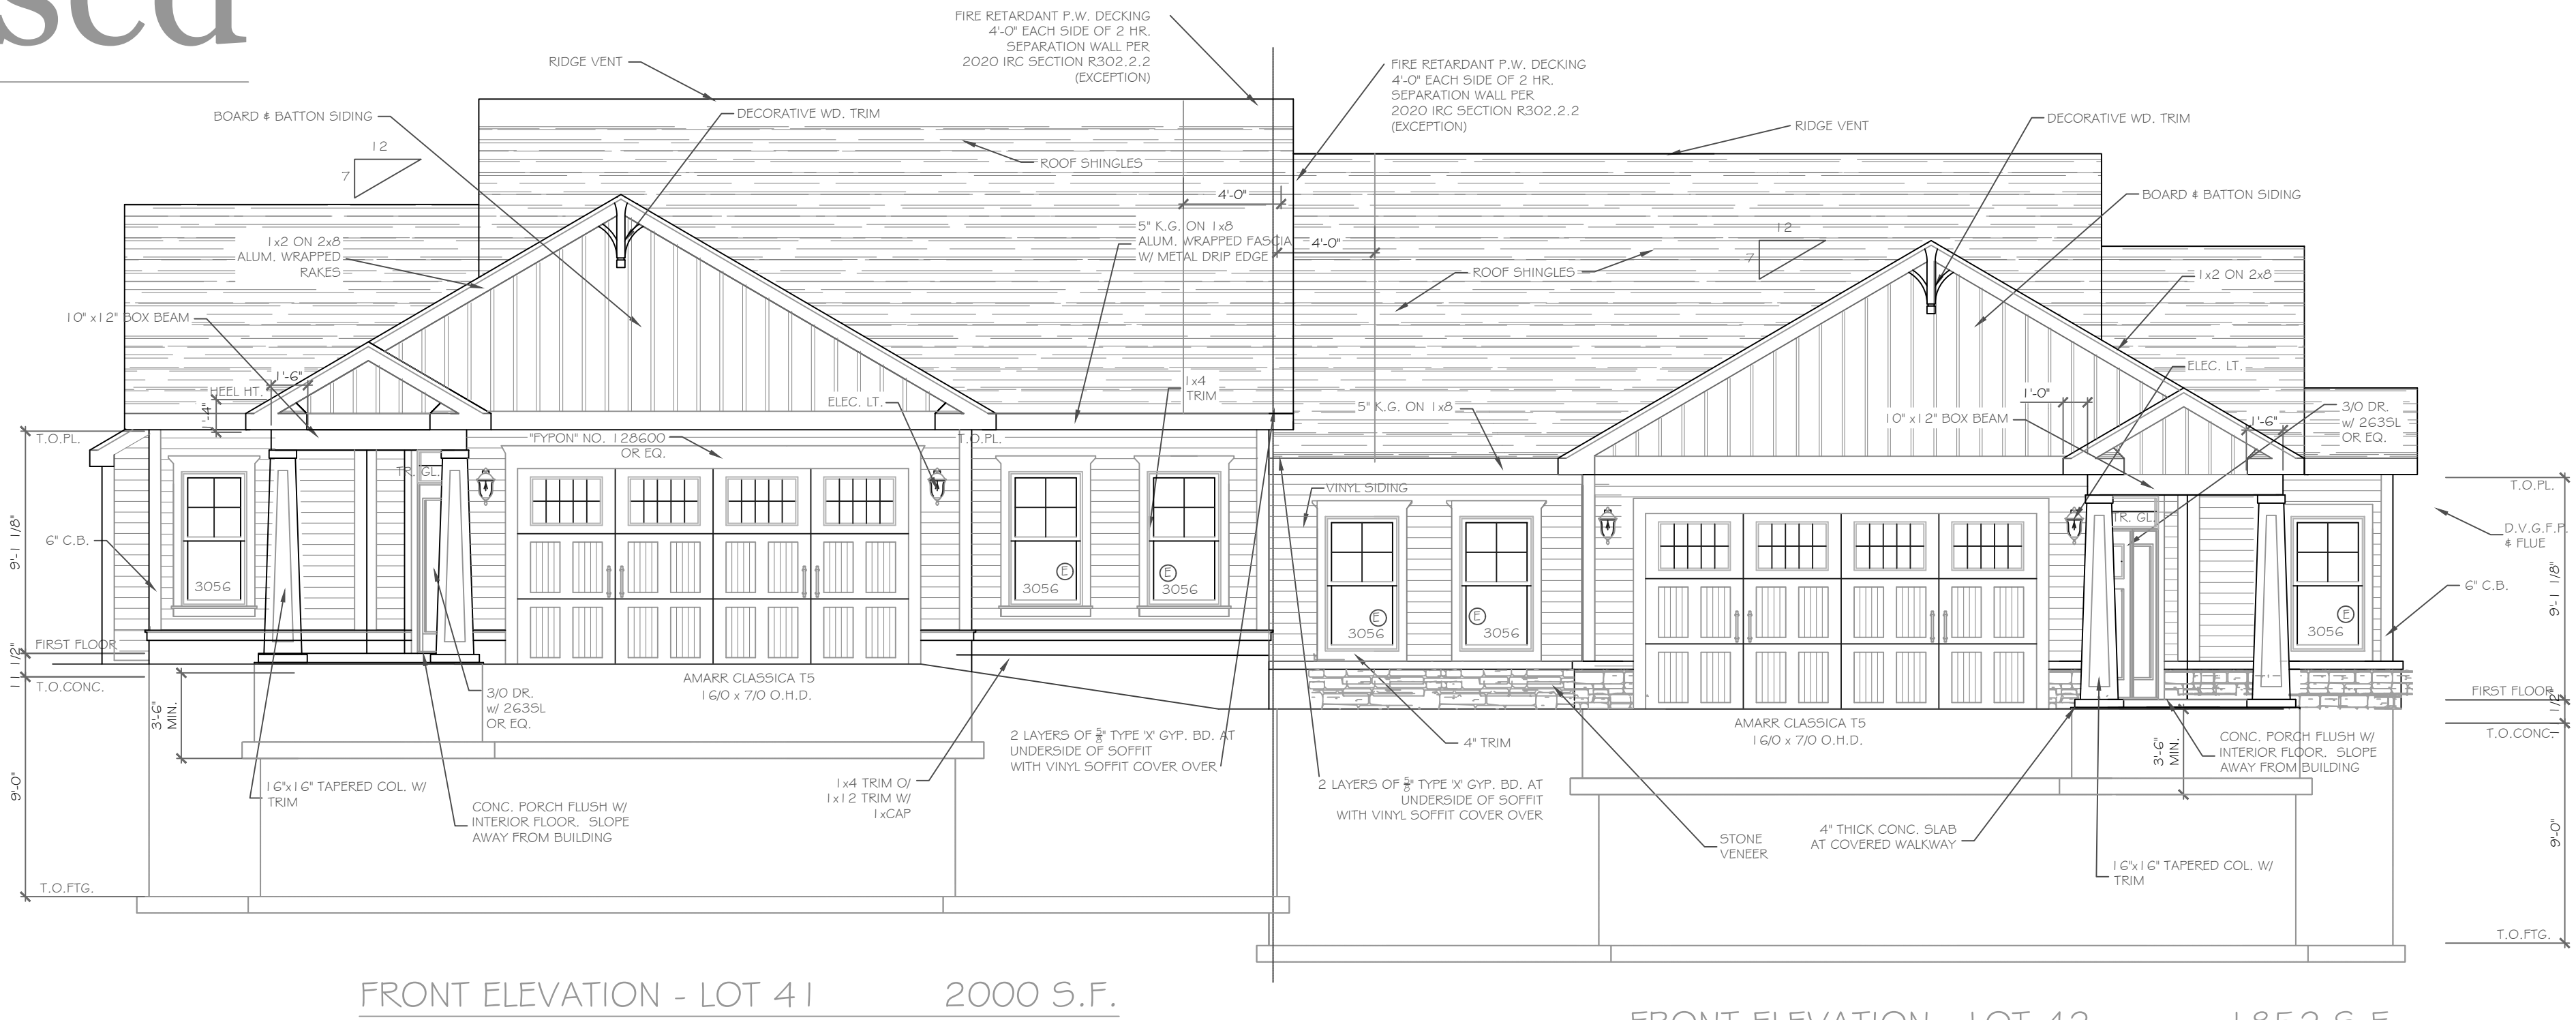 FIRE RETARDANT P.W. DECKING
4'-0" EACH SIDE OF 2 HR.
SEPARATION WALL PER
2020 IRC SECTION R302.2.2
(EXCEPTION)
RIDGE VENT
FIRE RETARDANT P.W. DECKING
4'-0" EACH SIDE OF 2 HR.
SEPARATION WALL PER
2020 IRC SECTION R302.2.2
(EXCEPTION)
BOARD & BATTON SIDING
DECORATIVE WD. TRIM
RIDGE VENT
DECORATIVE WD. TRIM
12
7
ROOF SHINGLES
4'-0"
BOARD & BATTON SIDING
1x2 ON 2x8
ALUM. WRAPPED
RAKES
5" K.G. ON 1x8
ALUM. WRAPPED FASCIA
W/ METAL DRIP EDGE
4'-0"
12
7
ROOF SHINGLES
1x2 ON 2x8
10" x12" BOX BEAM
1'-6"
HEEL HT.
1'-4"
ELEC. LT.
1x4
TRIM
5" K.G. ON 1x8
ELEC. LT.
1'-0"
10" x12" BOX BEAM
1'-6"
3/0 DR.
w/ 263SL
OR EQ.
T.O.PL.
"FYPON" NO. 128600
OR EQ.
T.O.PL.
TR. GL.
VINYL SIDING
T.O.PL.
TR. GL.
D.V.G.F.P.
& FLUE
9'-1 1/8"
6" C.B.
3056
E
3056
E
3056
E
3056
E
3056
E
3056
6" C.B.
9'-1 1/8"
FIRST FLOOR
11 1/2"
T.O.CONC.
3'-6"
MIN.
3/0 DR.
w/ 263SL
OR EQ.
AMARR CLASSICA T5
16/0 x 7/0 O.H.D.
FIRST FLOOR
T.O.CONC.
AMARR CLASSICA T5
16/0 x 7/0 O.H.D.
2 LAYERS OF 5/8" TYPE 'X' GYP. BD. AT
UNDERSIDE OF SOFFIT
WITH VINYL SOFFIT COVER OVER
4" TRIM
3'-6"
MIN.
CONC. PORCH FLUSH W/
INTERIOR FLOOR. SLOPE
AWAY FROM BUILDING
9'-0"
16"x16" TAPERED COL. W/
TRIM
CONC. PORCH FLUSH W/
INTERIOR FLOOR. SLOPE
AWAY FROM BUILDING
1x4 TRIM O/
1x12 TRIM W/
1xCAP
2 LAYERS OF 5/8" TYPE 'X' GYP. BD. AT
UNDERSIDE OF SOFFIT
WITH VINYL SOFFIT COVER OVER
STONE
VENEER
4" THICK CONC. SLAB
AT COVERED WALKWAY
16"x16" TAPERED COL. W/
TRIM
9'-0"
T.O.FTG.
T.O.FTG.
FRONT ELEVATION - LOT 41 2000 S.F.